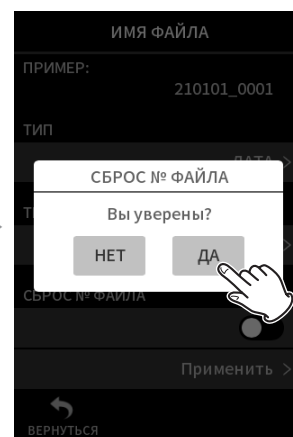 ИМЯ ФАЙЛА
ПРИМЕР:
210101_0001
ТИП
ДАТА >
СБРОС № ФАЙЛА
Вы уверены?
НЕТ ДА
СБРОС № ФАЙЛА
Применить >
ВЕРНУТЬСЯ